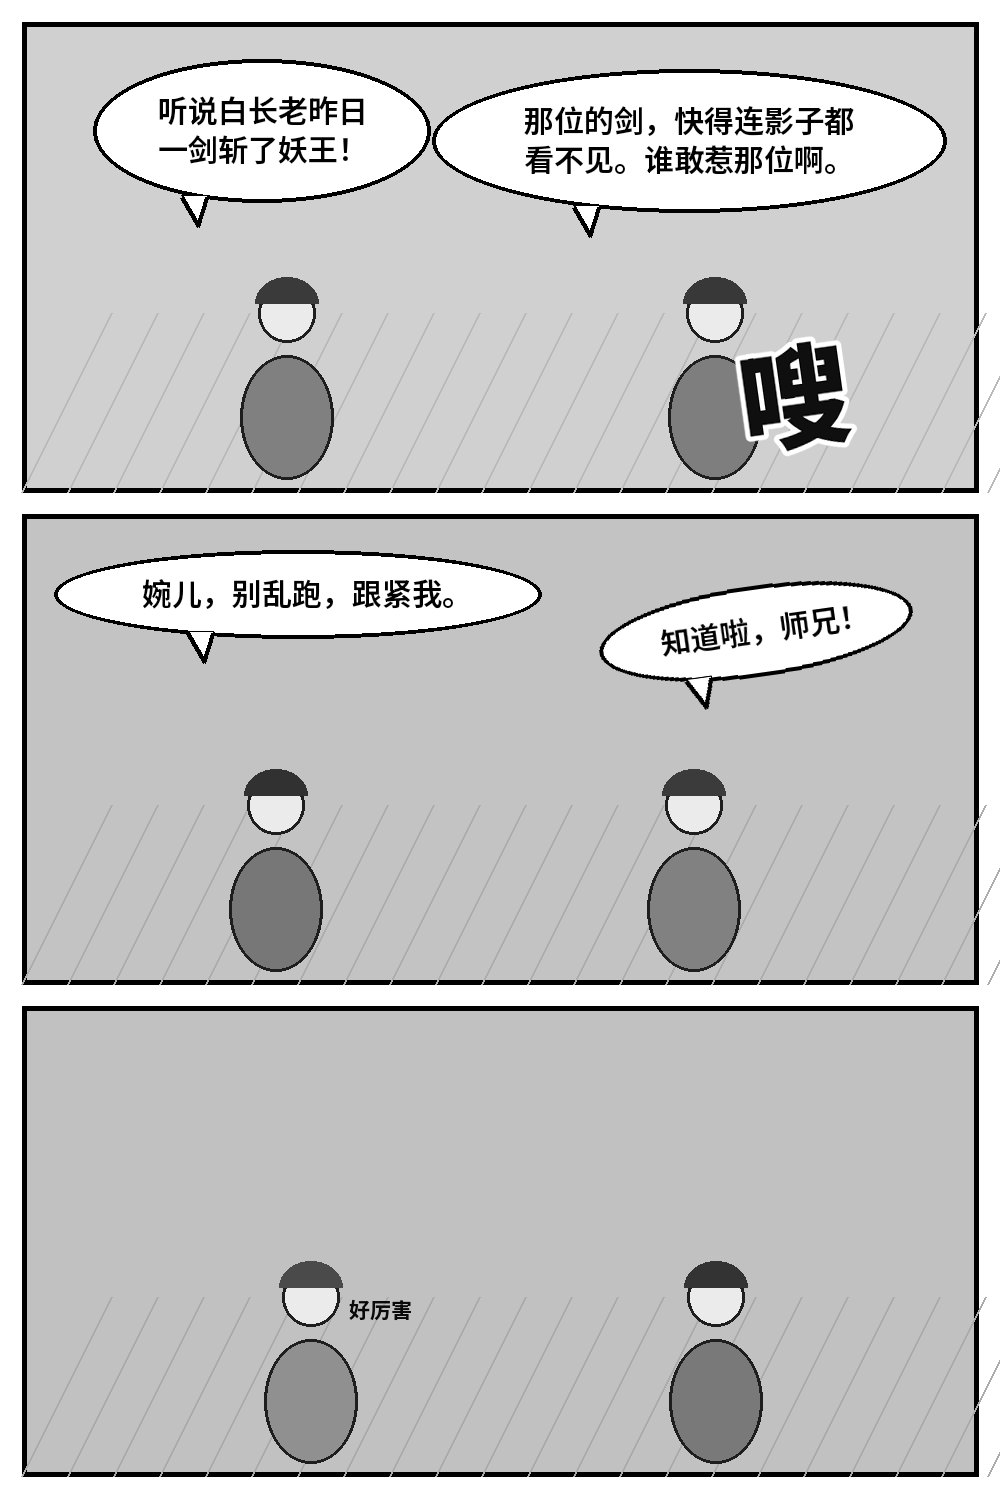 听说白长老昨日
一剑斩了妖王！
那位的剑，快得连影子都
看不见。谁敢惹那位啊。
嗖
婉儿，别乱跑，跟紧我。
知道啦，师兄！
好厉害